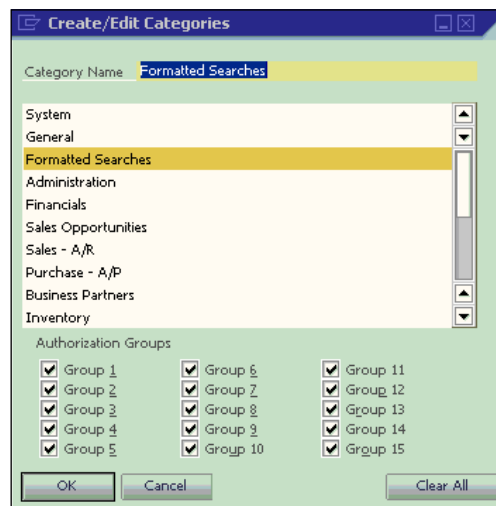 Create/Edit Categories
Category Name Formatted Searches
System
General
Formatted Searches
Administration
Financials
Sales Opportunities
Sales - A/R
Purchase - A/P
Business Partners
Inventory
Authorization Groups
Group 1 Group 6 Group 11
Group 2 Group 7 Group 12
Group 3 Group 8 Group 13
Group 4 Group 9 Group 14
Group 5 Group 10 Group 15
OK Cancel Clear All